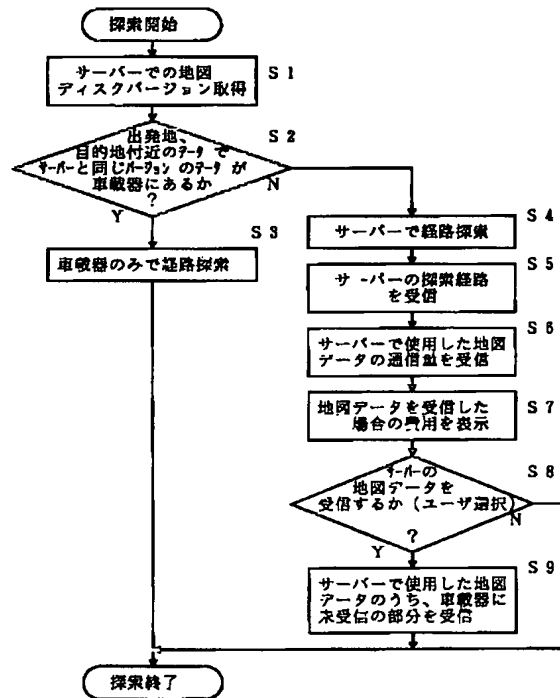 探索開始
サーバーでの地図
ディスクバージョン取得
S1
出発地、
目的地付近のデータで
サーバーと同じバージョンのデータが
車載器にあるか
?
S2
N
Y
S3
車載器のみで経路探索
S4
サーバーで経路探索
S5
サーバーの探索経路
を受信
S6
サーバーで使用した地図
データの通信量を受信
S7
地図データを受信した
場合の費用を表示
S8
サーバーの
地図データを
受信するか(ユーザ選択)
?
N
Y
S9
サーバーで使用した地図
データのうち、車載器に
未受信の部分を受信
探索終了